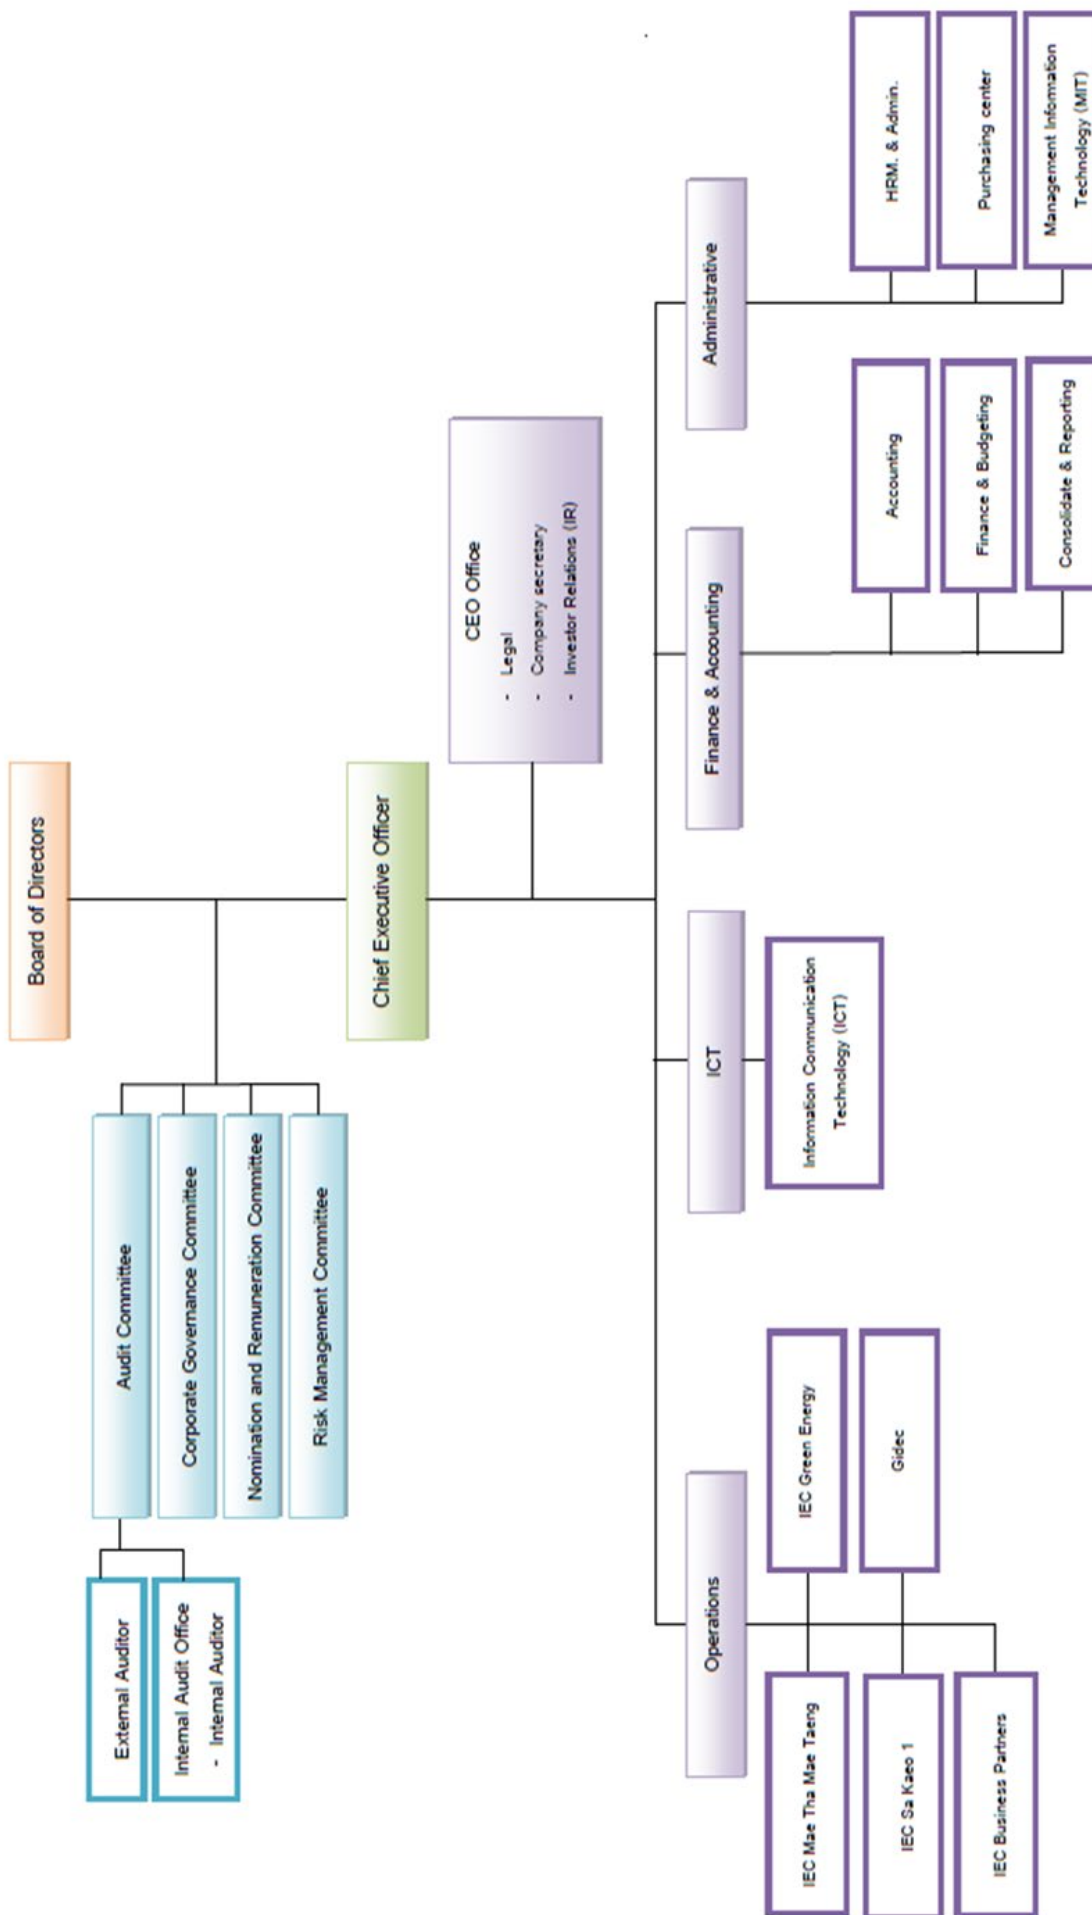 Board of Directors
Audit Committee
Corporate Governance Committee
Nomination and Remuneration Committee
Risk Management Committee
External Auditor
Internal Audit Office
- Internal Auditor
Chief Executive Officer
CEO Office
- Legal
- Company secretary
- Investor Relations (IR)
Operations
IEC Mae Tha Mae Taeng
IEC Green Energy
IEC Sa Kaeo 1
Gidec
IEC Business Partners
ICT
Information Communication
Technology (ICT)
Finance & Accounting
Accounting
Finance & Budgeting
Consolidate & Reporting
Administrative
HRM. & Admin.
Purchasing center
Management Information
Technology (MIT)